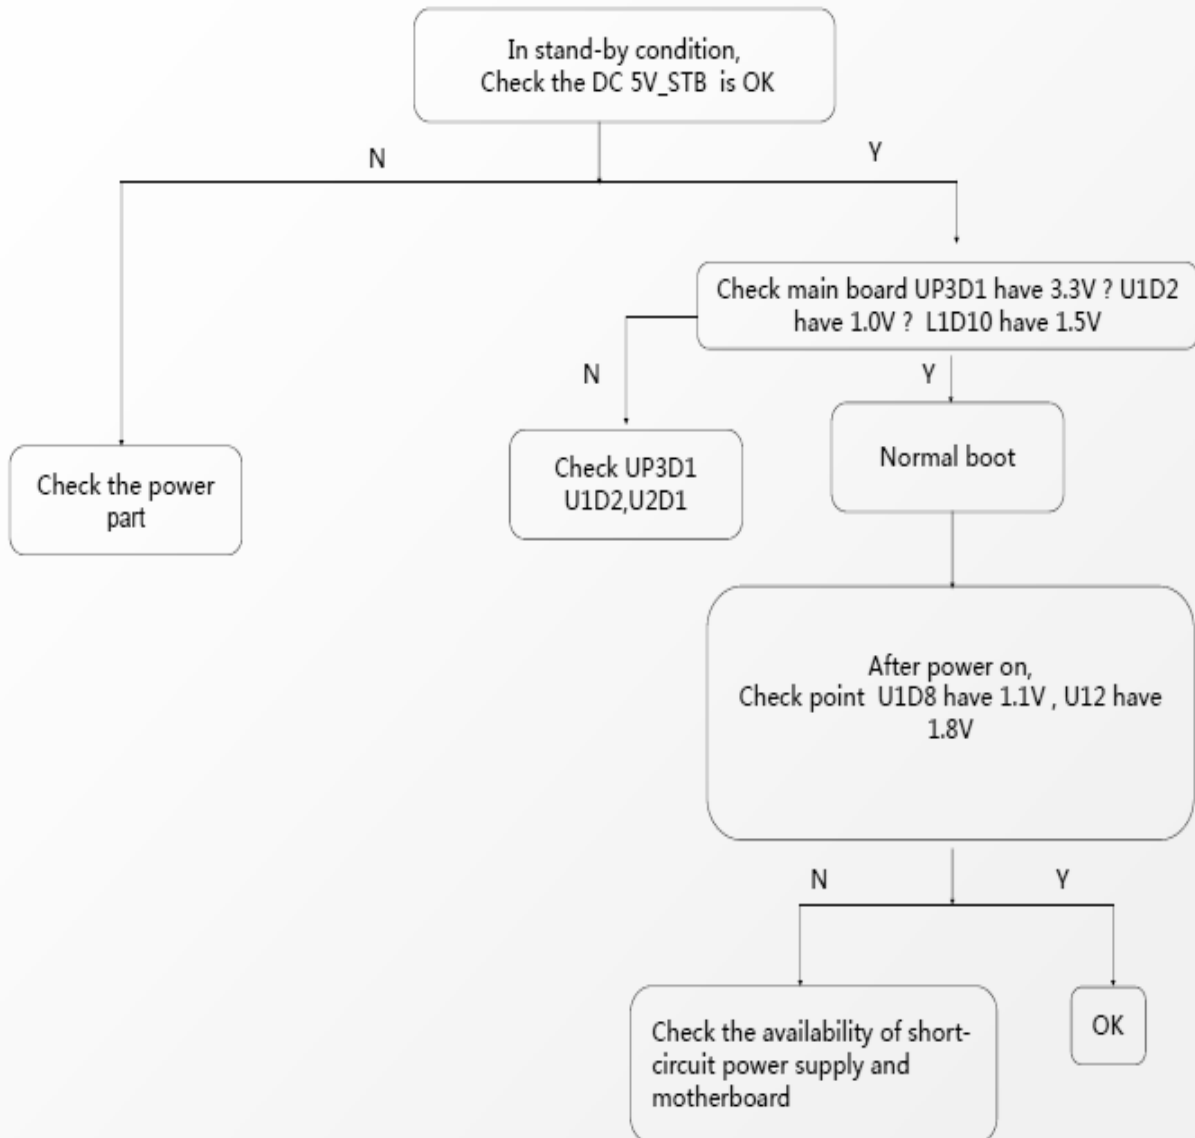 In stand-by condition,
Check the DC 5V_STB  is OK
N
Y
Check main board UP3D1 have 3.3V ? U1D2
have 1.0V ?  L1D10 have 1.5V
N
Y
Check UP3D1
U1D2,U2D1
Normal boot
Check the power
part
After power on,
Check point  U1D8 have 1.1V , U12 have
1.8V
N
Y
Check the availability of short-
circuit power supply and
motherboard
OK